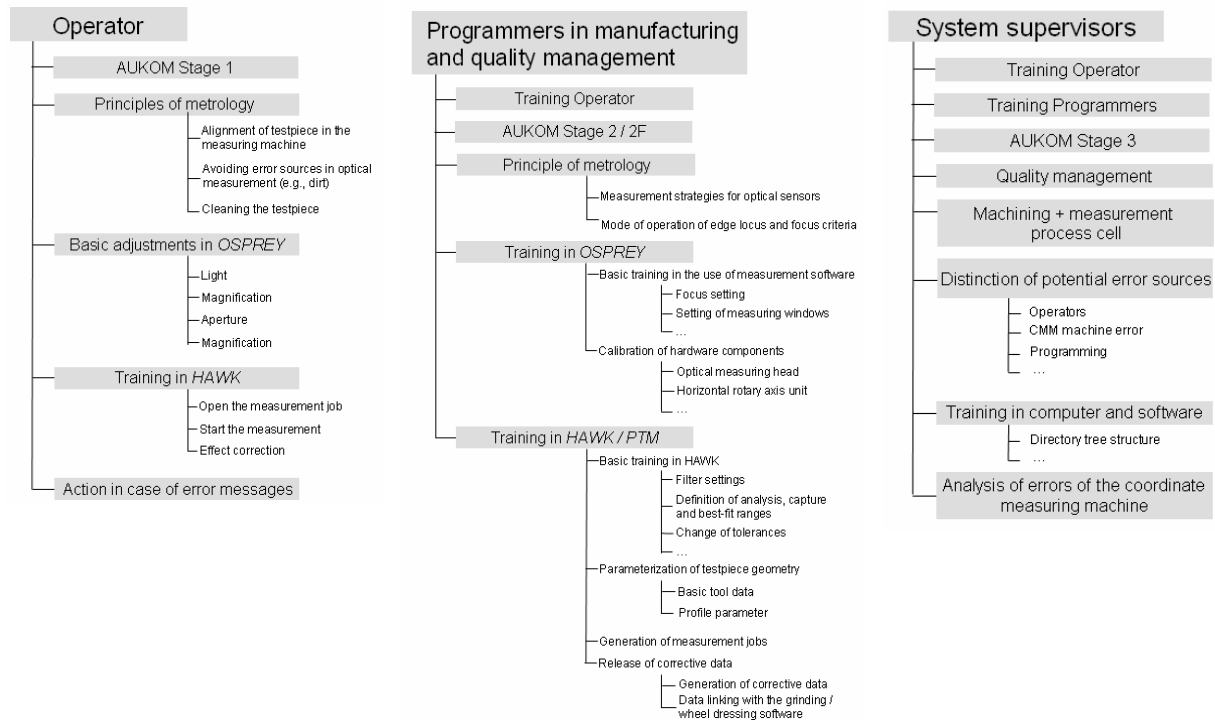 Operator
AUKOM Stage 1
Principles of metrology
Alignment of testpiece in the
measuring machine
Avoiding error sources in optical
measurement (e.g., dirt)
Cleaning the testpiece
Basic adjustments in OSPREY
Light
Magnification
Aperture
Magnification
Training in HAWK
Open the measurement job
Start the measurement
Effect correction
Action in case of error messages
Programmers in manufacturing
and quality management
Training Operator
AUKOM Stage 2 / 2F
Principle of metrology
Measurement strategies for optical sensors
Mode of operation of edge locus and focus criteria
Training in OSPREY
Basic training in the use of measurement software
Focus setting
Setting of measuring windows
...
Calibration of hardware components
Optical measuring head
Horizontal rotary axis unit
...
Training in HAWK / PTM
Basic training in HAWK
Filter settings
Definition of analysis, capture
and best-fit ranges
Change of tolerances
...
Parameterization of testpiece geometry
Basic tool data
Profile parameter
Generation of measurement jobs
Release of corrective data
Generation of corrective data
Data linking with the grinding /
wheel dressing software
System supervisors
Training Operator
Training Programmers
AUKOM Stage 3
Quality management
Machining + measurement
process cell
Distinction of potential error sources
Operators
CMM machine error
Programming
...
Training in computer and software
Directory tree structure
...
Analysis of errors of the coordinate
measuring machine